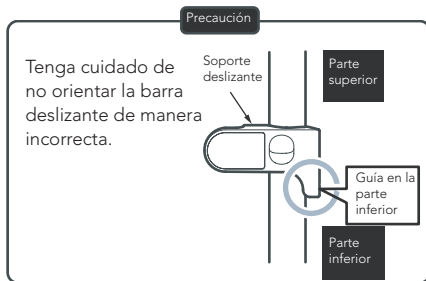 Precaución
Tenga cuidado de
no orientar la barra
deslizante de manera
incorrecta.
Soporte
deslizante
Parte
superior
Guía en la
parte
inferior
Parte
inferior